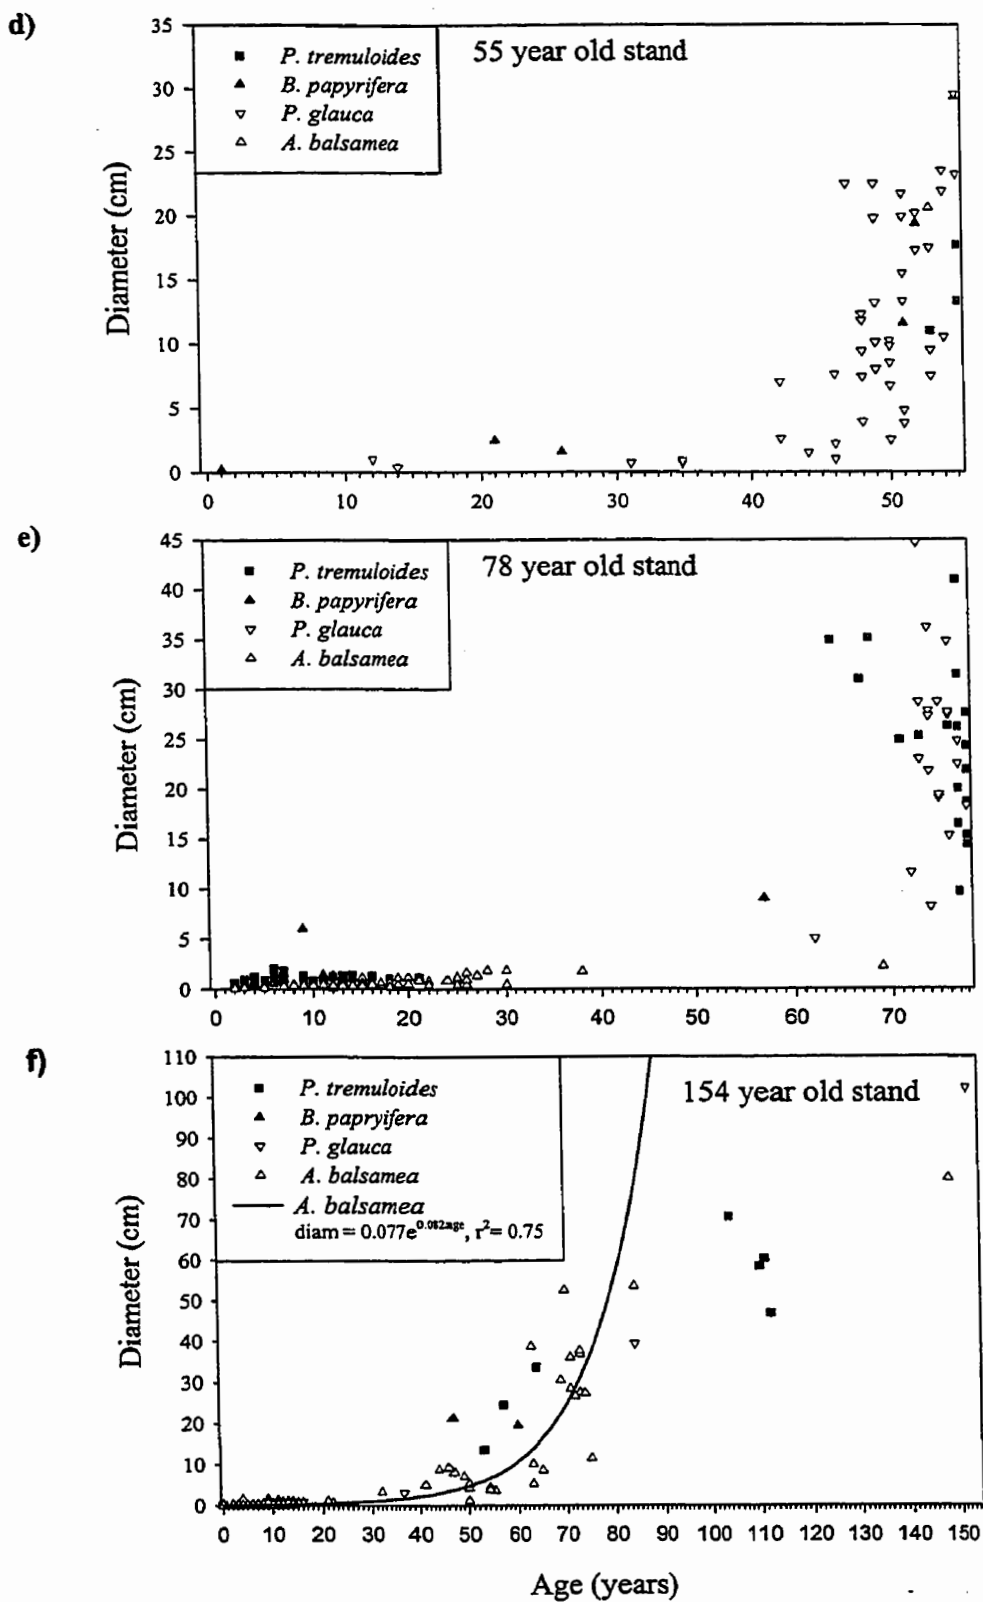 d)
35
30
25
20
15
10
5
0
Diameter (cm)
P. tremuloides
B. papyrifera
P. glauca
A. balsamea
55 year old stand
0 10 20 30 40 50
e)
45
40
35
30
25
20
15
10
5
0
Diameter (cm)
P. tremuloides
B. papyrifera
P. glauca
A. balsamea
78 year old stand
0 10 20 30 40 50 60 70
f)
110
100
90
80
70
60
50
40
30
20
10
0
Diameter (cm)
P. tremuloides
B. papryifera
P. glauca
A. balsamea
A. balsamea
diam = 0.077e^0.082age, r²= 0.75
154 year old stand
0 10 20 30 40 50 60 70 80 90 100 110 120 130 140 150
Age (years)